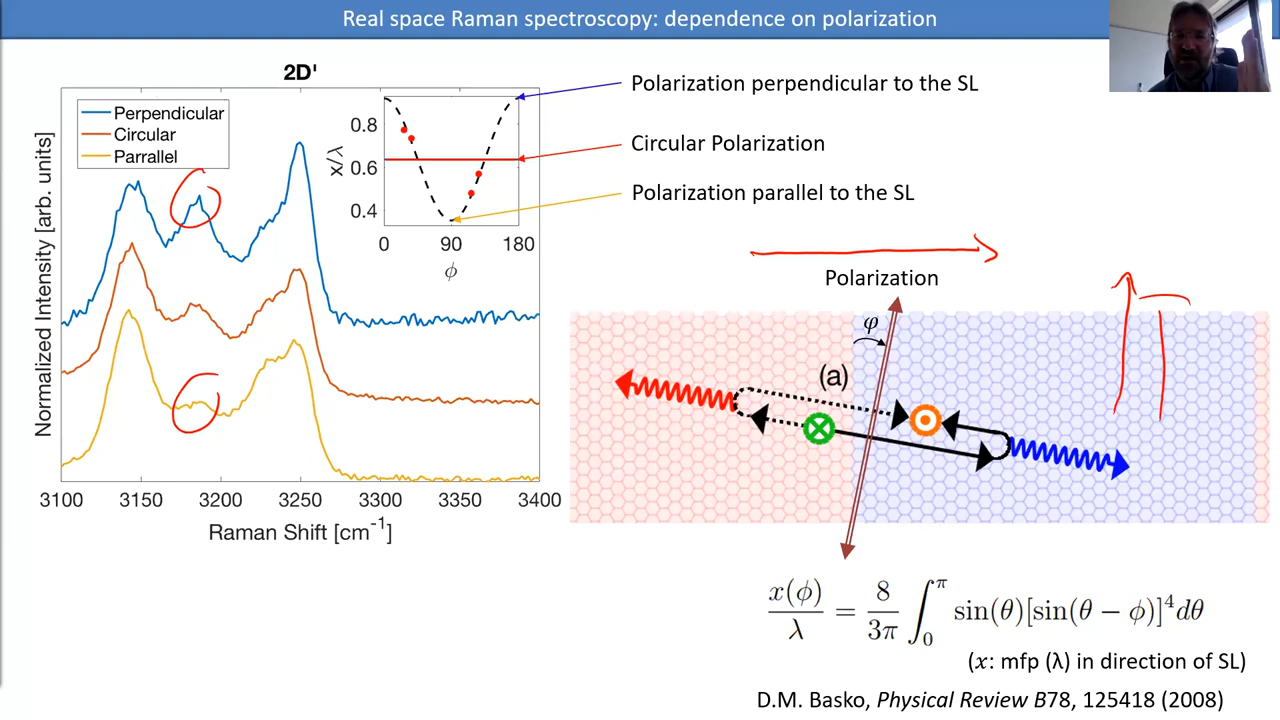 Real space Raman spectroscopy: dependence on polarization
2D'
Perpendicular
Circular
Parrallel
Normalized Intensity [arb. units]
3100 3150 3200 3250 3300 3350 3400
Raman Shift [cm-1]
x/λ
0.8
0.6
0.4
0 90 180
ϕ
Polarization perpendicular to the SL
Circular Polarization
Polarization parallel to the SL
Polarization
φ
(a)
x(ϕ)/λ = 8/3π ∫₀^π sin(θ)[sin(θ − ϕ)]⁴dθ
(x: mfp (λ) in direction of SL)
D.M. Basko, Physical Review B78, 125418 (2008)